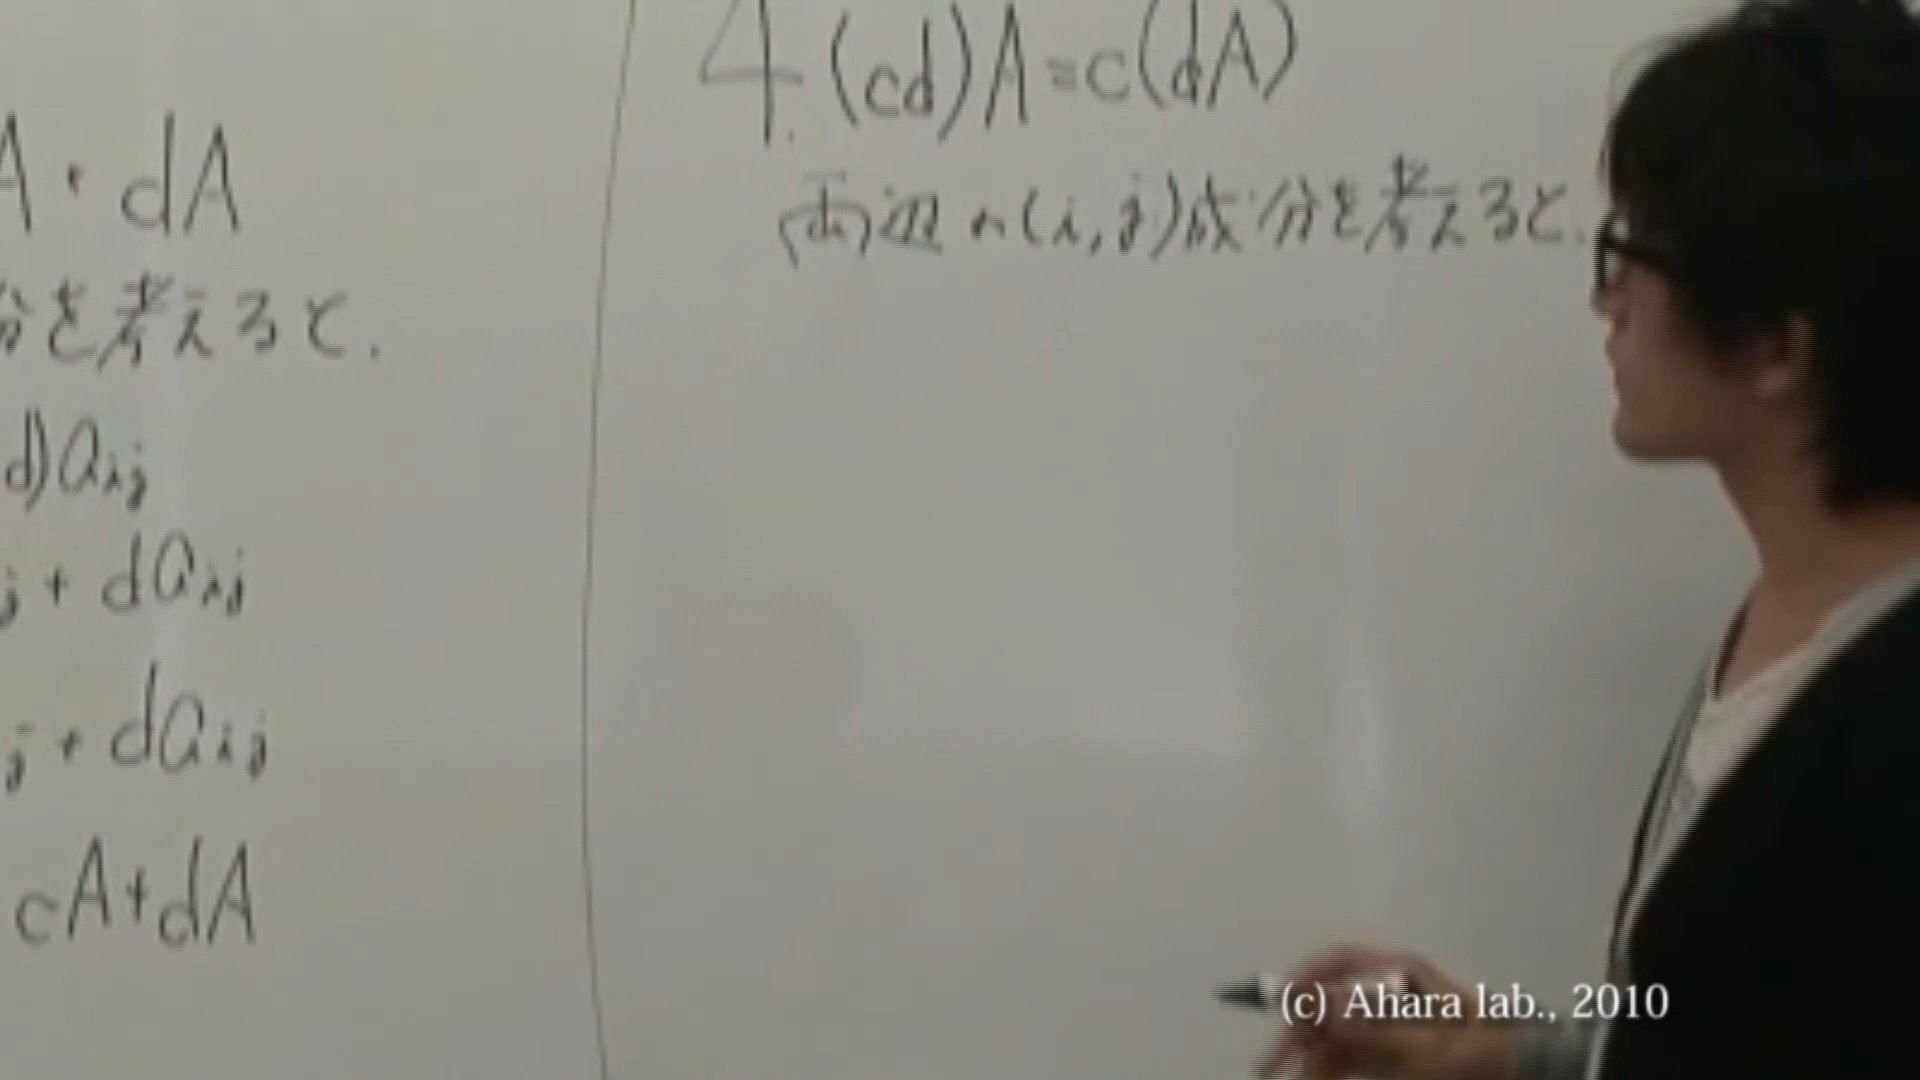 A・dA
分を考えると.
d)aij
j + daij
j + daij
cA+dA
4. (cd)A=c(dA)
両辺の(i,j)成分を考えると.
(c) Ahara lab., 2010